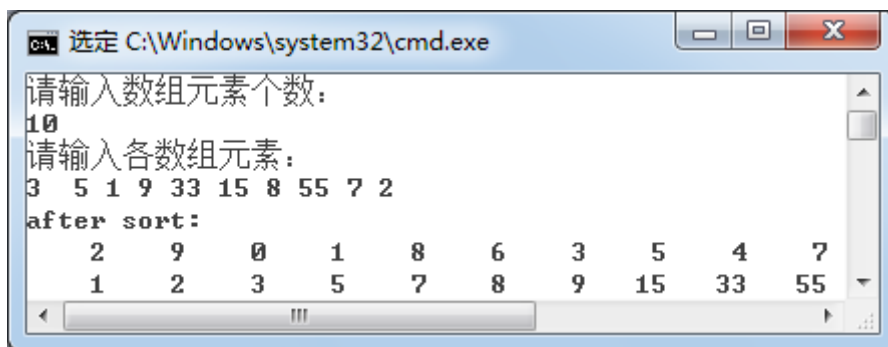 选定 C:\Windows\system32\cmd.exe
请输入数组元素个数：
10
请输入各数组元素：
3  5 1 9 33 15 8 55 7 2
after sort:
2 9 0 1 8 6 3 5 4 7
1 2 3 5 7 8 9 15 33 55